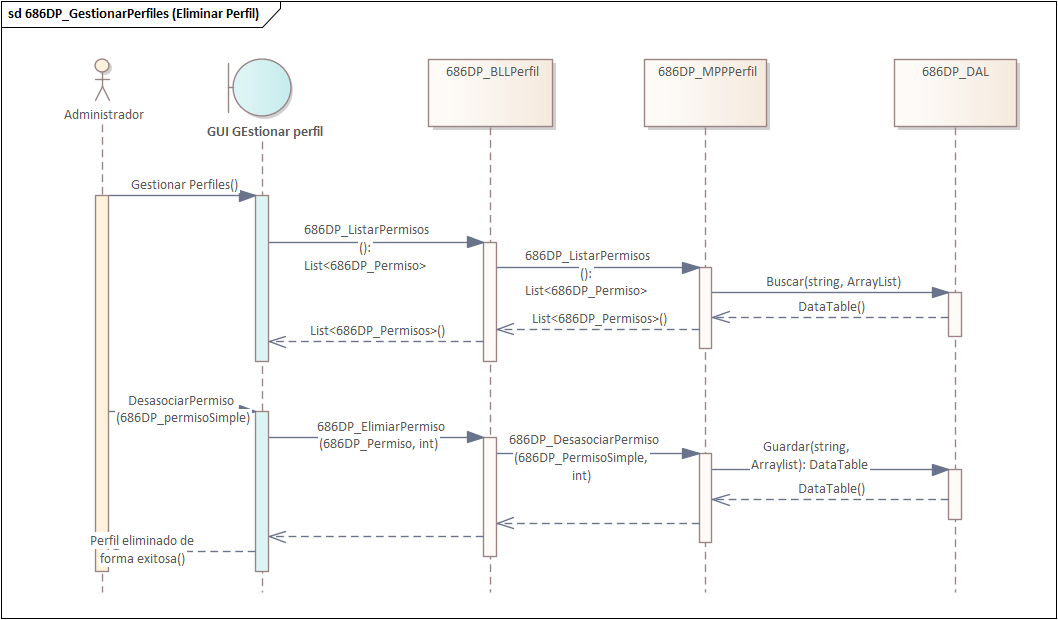 sd 686DP_GestionarPerfiles (Eliminar Perfil)
Administrador
GUI GEstionar perfil
686DP_BLLPerfil
686DP_MPPPerfil
686DP_DAL
Gestionar Perfiles()
686DP_ListarPermisos
():
List<686DP_Permiso>
686DP_ListarPermisos
():
List<686DP_Permiso>
Buscar(string, ArrayList)
DataTable()
List<686DP_Permisos>()
List<686DP_Permisos>()
DesasociarPermiso
(686DP_permisoSimple)
686DP_ElimiarPermiso
(686DP_Permiso, int)
686DP_DesasociarPermiso
(686DP_PermisoSimple,
int)
Guardar(string,
Arraylist): DataTable
DataTable()
Perfil eliminado de
forma exitosa()